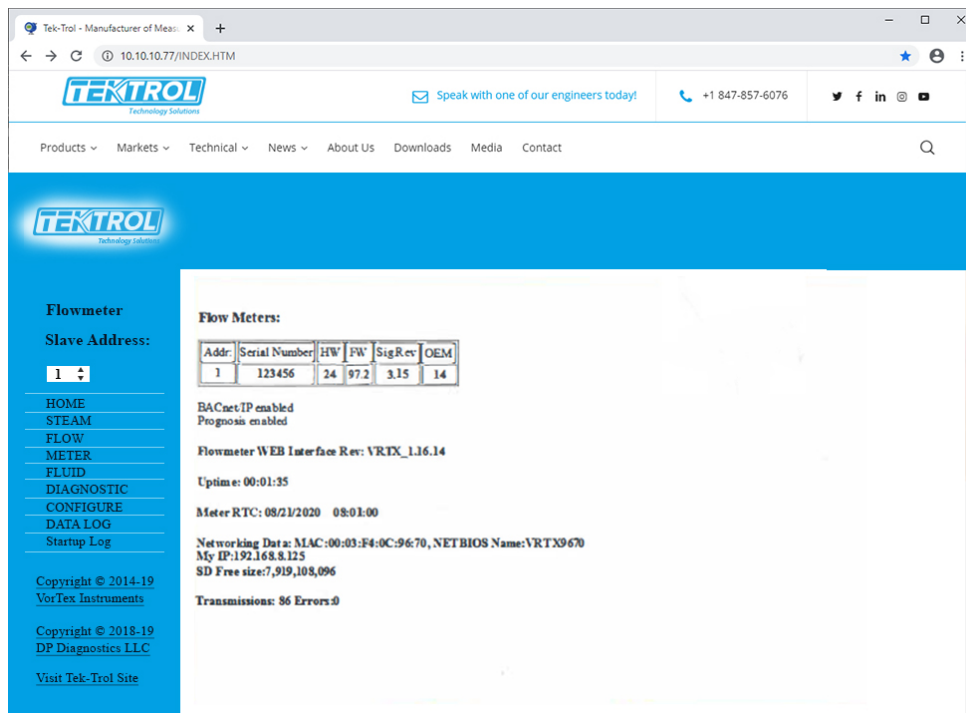 Tek-Trol - Manufacturer of Meas
10.10.10.77/INDEX.HTM
TEKTROL
Technology Solutions
Speak with one of our engineers today!
+1 847-857-6076
Products
Markets
Technical
News
About Us
Downloads
Media
Contact
TEKTROL
Technology Solutions
Flowmeter
Slave Address:
1
HOME
STEAM
FLOW
METER
FLUID
DIAGNOSTIC
CONFIGURE
DATA LOG
Startup Log
Copyright © 2014-19
VorTex Instruments
Copyright © 2018-19
DP Diagnostics LLC
Visit Tek-Trol Site
Flow Meters:
Addr: Serial Number HW FW SigRev OEM
1 123456 24 97.2 3.15 14
BACnet/IP enabled
Prognosis enabled
Flowmeter WEB Interface Rev: VRTX_1.16.14
Uptime: 00:01:35
Meter RTC: 08/21/2020 08:01:00
Networking Data: MAC:00:03:F4:0C:96:70, NETBIOS Name:VRTX9670
My IP:192.168.8.125
SD Free size:7,919,108,096
Transmissions: 86 Errors:0